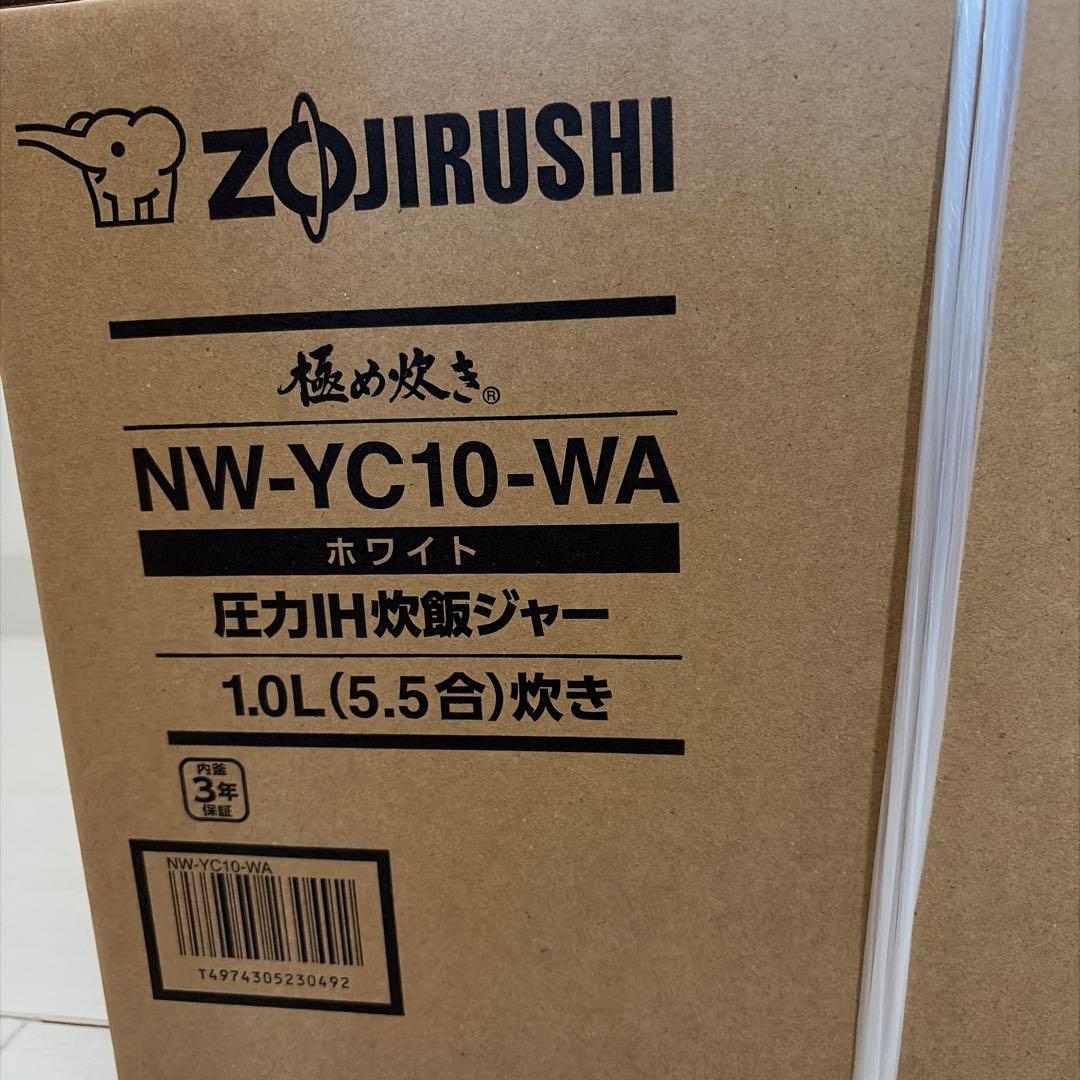 ZOJIRUSHI
極め炊き®
NW-YC10-WA
ホワイト
圧力IH炊飯ジャー
1.0L(5.5合)炊き
内釜
3年
保証
NW-YC10-WA
T4974305230492